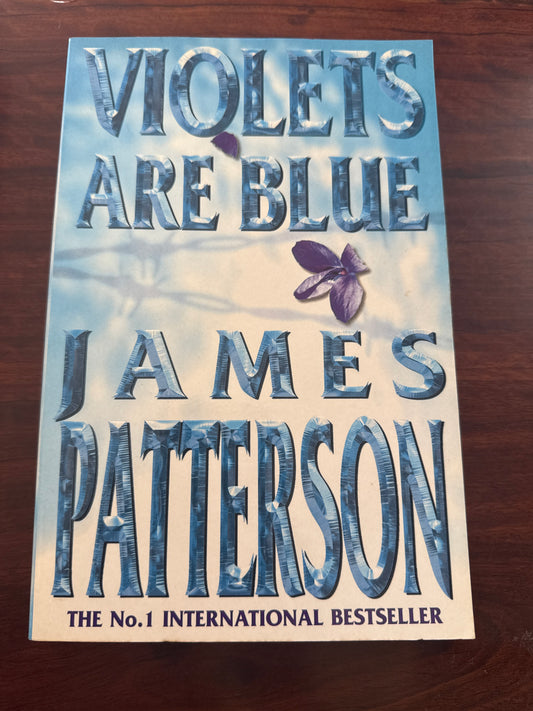 VIOLETS
ARE BLUE
JAMES
PATTERSON
THE No.1 INTERNATIONAL BESTSELLER